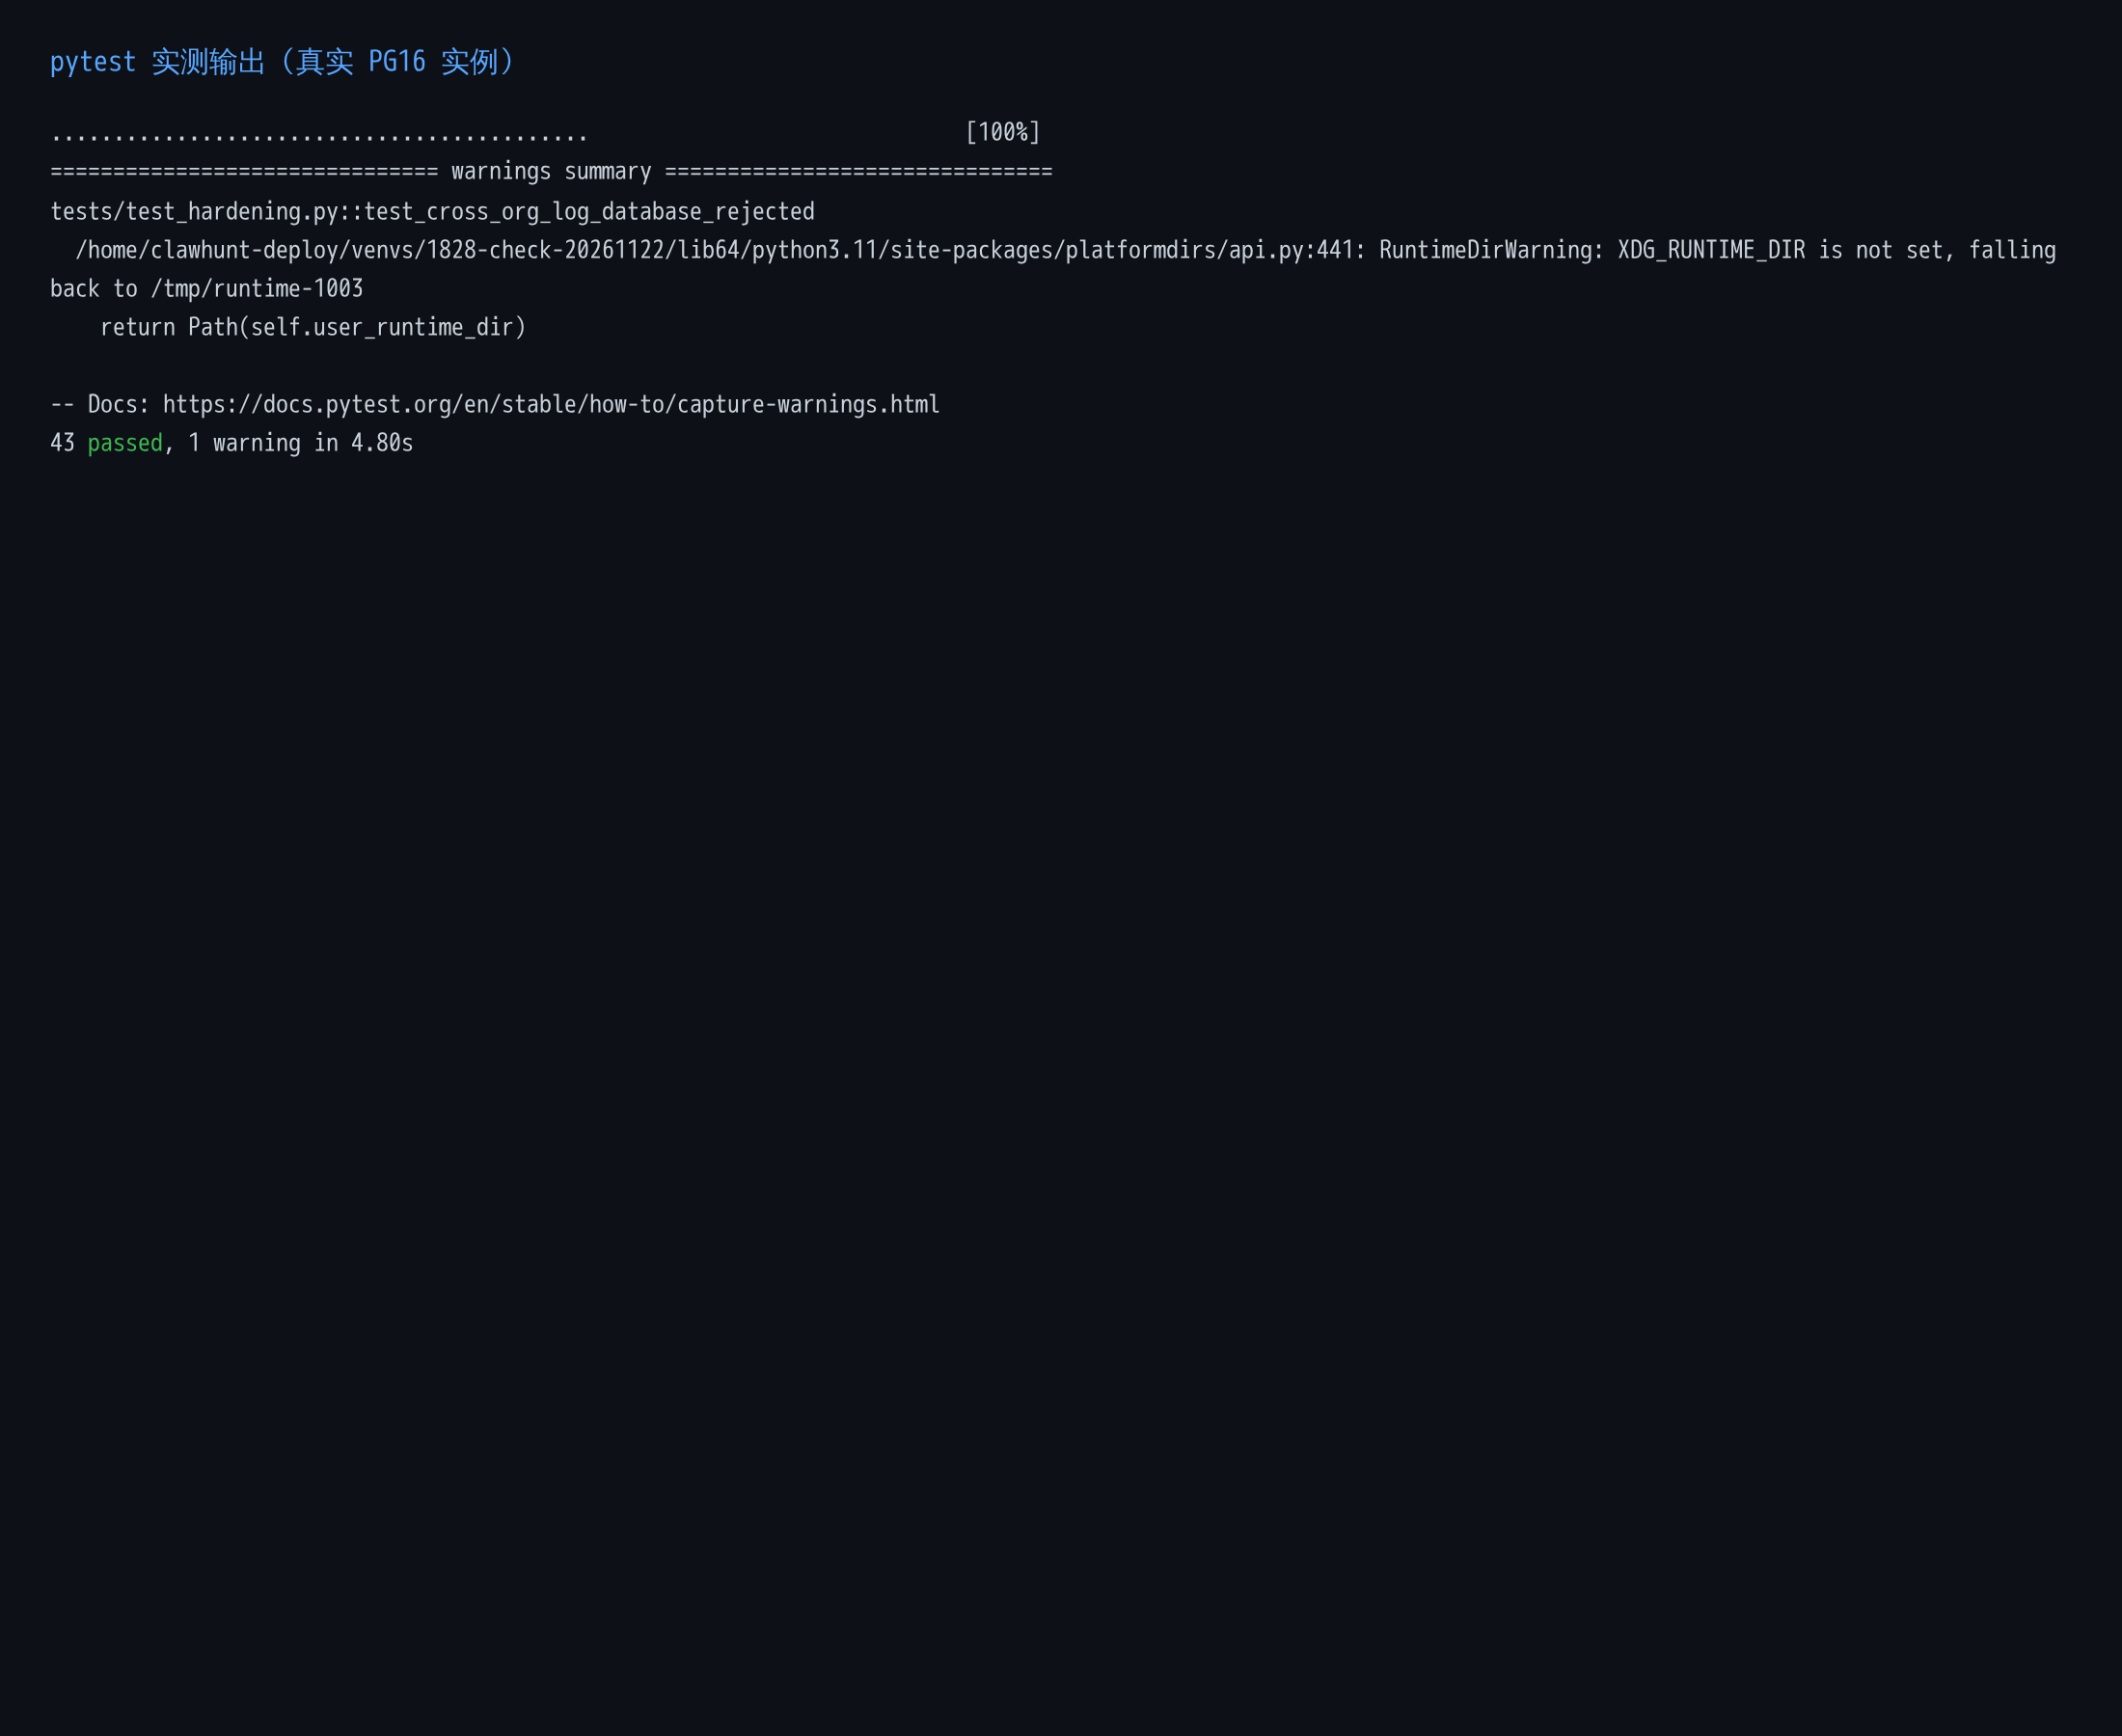 pytest 实测输出（真实 PG16 实例）
........................................... [100%]
=============================== warnings summary ===============================
tests/test_hardening.py::test_cross_org_log_database_rejected
  /home/clawhunt-deploy/venvs/1828-check-20261122/lib64/python3.11/site-packages/platformdirs/api.py:441: RuntimeDirWarning: XDG_RUNTIME_DIR is not set, falling
back to /tmp/runtime-1003
    return Path(self.user_runtime_dir)
-- Docs: https://docs.pytest.org/en/stable/how-to/capture-warnings.html
43 passed, 1 warning in 4.80s